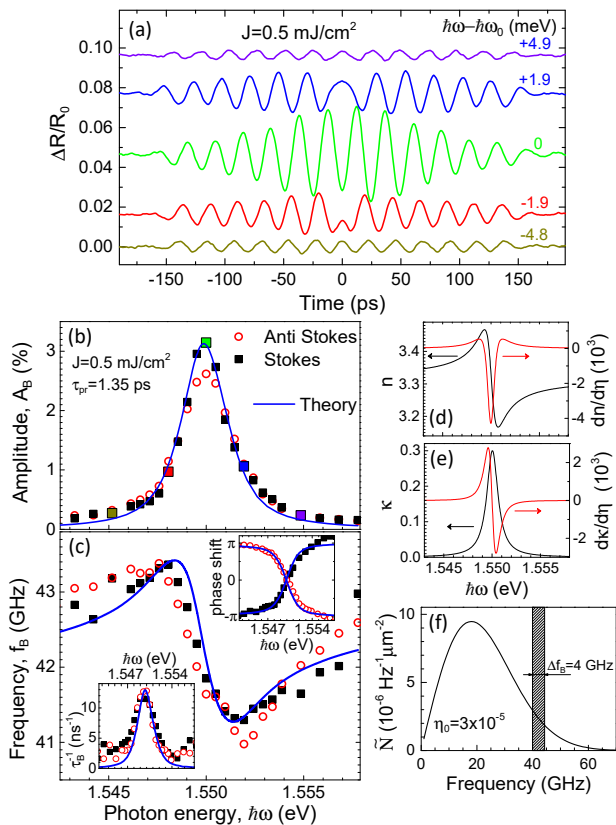 (a) J=0.5 mJ/cm² ħω−ħω₀ (meV)
+4.9
+1.9
0
-1.9
-4.8
0.10
0.08
0.06
0.04
0.02
0.00
ΔR/R₀
-150 -100 -50 0 50 100 150
Time (ps)
(b)
J=0.5 mJ/cm²
τpr=1.35 ps
Anti Stokes
Stokes
Theory
3
2
1
0
Amplitude, A_B (%)
(c)
43
42
41
Frequency, f_B (GHz)
π
0
-π
phase shift
1.547 1.554
ħω (eV)
ħω (eV)
1.547 1.554
10
5
0
τ_B⁻¹ (ns⁻¹)
1.545 1.550 1.555
Photon energy, ħω (eV)
(d)
3.4
3.3
3.2
n
0
-2
-4
dn/dη (10³)
(e)
0.3
0.2
0.1
0.0
κ
2
0
-2
dκ/dη (10³)
1.545 1.550 1.555
ħω (eV)
(f)
Δf_B=4 GHz
η₀=3x10⁻⁵
10
5
0
Ñ (10⁻⁶ Hz⁻¹μm⁻²)
0 20 40 60
Frequency (GHz)